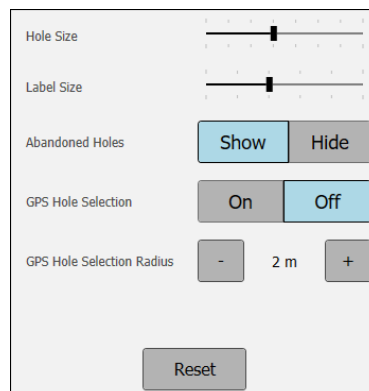 Hole Size
Label Size
Abandoned Holes Show Hide
GPS Hole Selection On Off
GPS Hole Selection Radius - 2 m +
Reset